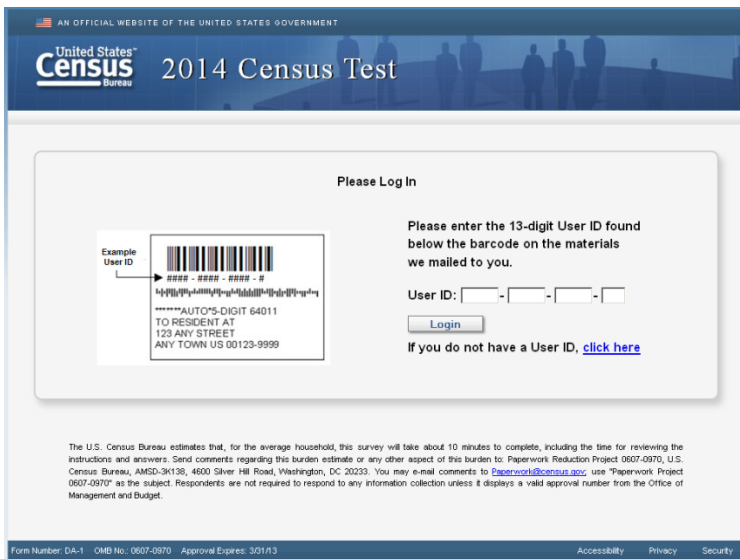 AN OFFICIAL WEBSITE OF THE UNITED STATES GOVERNMENT
United States™
Census
Bureau
2014 Census Test
Please Log In
Example
User ID
#### - #### - #### - #
*******AUTO*5-DIGIT 64011
TO RESIDENT AT
123 ANY STREET
ANY TOWN US 00123-9999
Please enter the 13-digit User ID found
below the barcode on the materials
we mailed to you.
User ID: - - -
Login
If you do not have a User ID, click here
The U.S. Census Bureau estimates that, for the average household, this survey will take about 10 minutes to complete, including the time for reviewing the
instructions and answers. Send comments regarding this burden estimate or any other aspect of this burden to: Paperwork Reduction Project 0607-0970, U.S.
Census Bureau, AMSD-3K138, 4600 Silver Hill Road, Washington, DC 20233. You may e-mail comments to Paperwork@census.gov; use "Paperwork Project
0607-0970" as the subject. Respondents are not required to respond to any information collection unless it displays a valid approval number from the Office of
Management and Budget.
Form Number: DA-1 OMB No.: 0607-0970 Approval Expires: 3/31/13 Accessibility Privacy Security